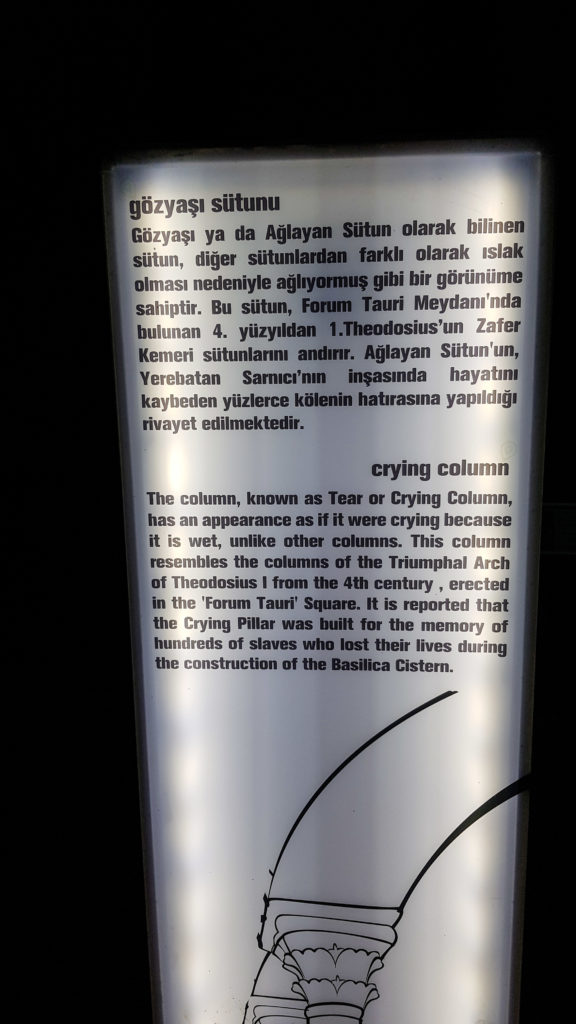 gözyaşı sütunu
Gözyaşı ya da Ağlayan Sütun olarak bilinen
sütun, diğer sütunlardan farklı olarak ıslak
olması nedeniyle ağlıyormuş gibi bir görünüme
sahiptir. Bu sütun, Forum Tauri Meydanı'nda
bulunan 4. yüzyıldan 1.Theodosius'un Zafer
Kemeri sütunlarını andırır. Ağlayan Sütun'un,
Yerebatan Sarnıcı'nın inşasında hayatını
kaybeden yüzlerce kölenin hatırasına yapıldığı
rivayet edilmektedir.
crying column
The column, known as Tear or Crying Column,
has an appearance as if it were crying because
it is wet, unlike other columns. This column
resembles the columns of the Triumphal Arch
of Theodosius I from the 4th century , erected
in the 'Forum Tauri' Square. It is reported that
the Crying Pillar was built for the memory of
hundreds of slaves who lost their lives during
the construction of the Basilica Cistern.